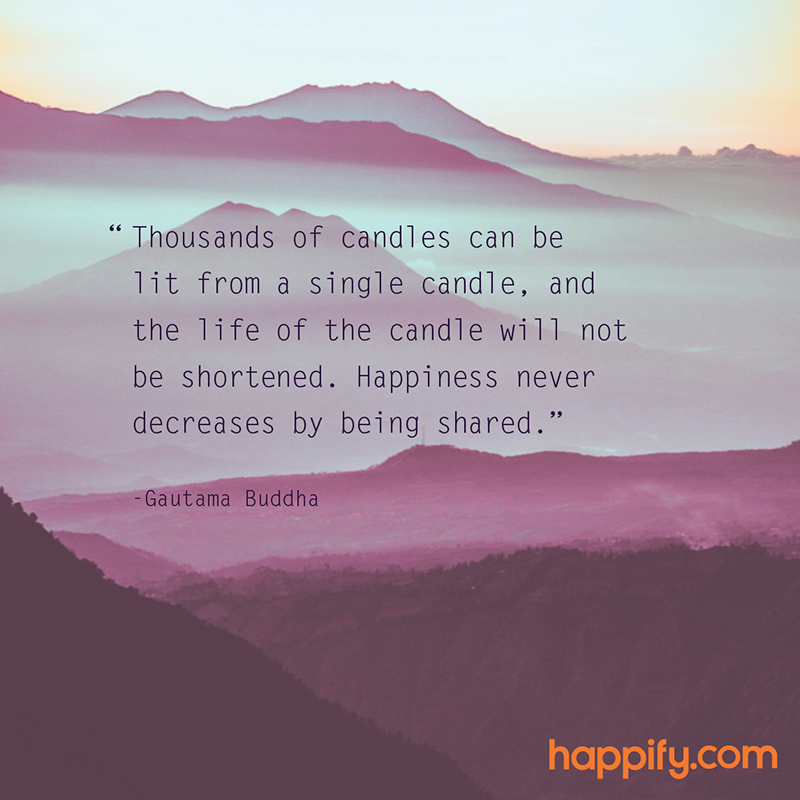 “Thousands of candles can be
lit from a single candle, and
the life of the candle will not
be shortened. Happiness never
decreases by being shared.”
-Gautama Buddha
happify.com